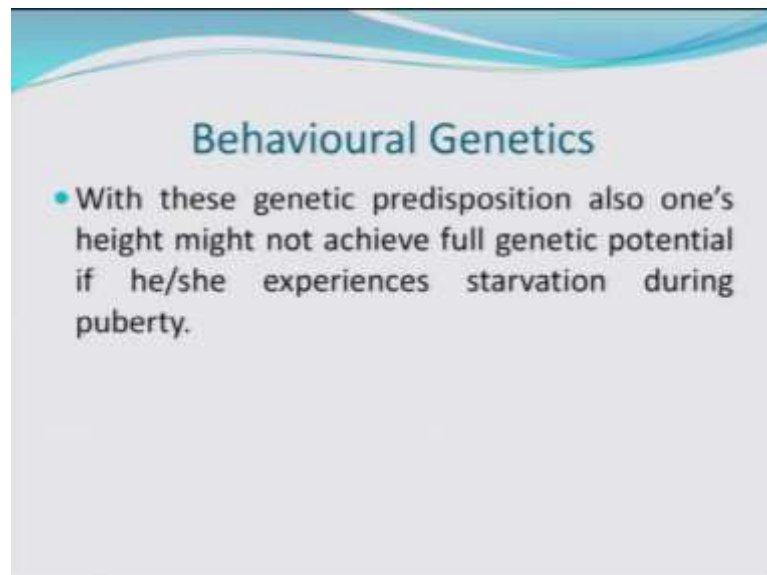 Behavioural Genetics
With these genetic predisposition also one's
height might not achieve full genetic potential
if he/she experiences starvation during
puberty.